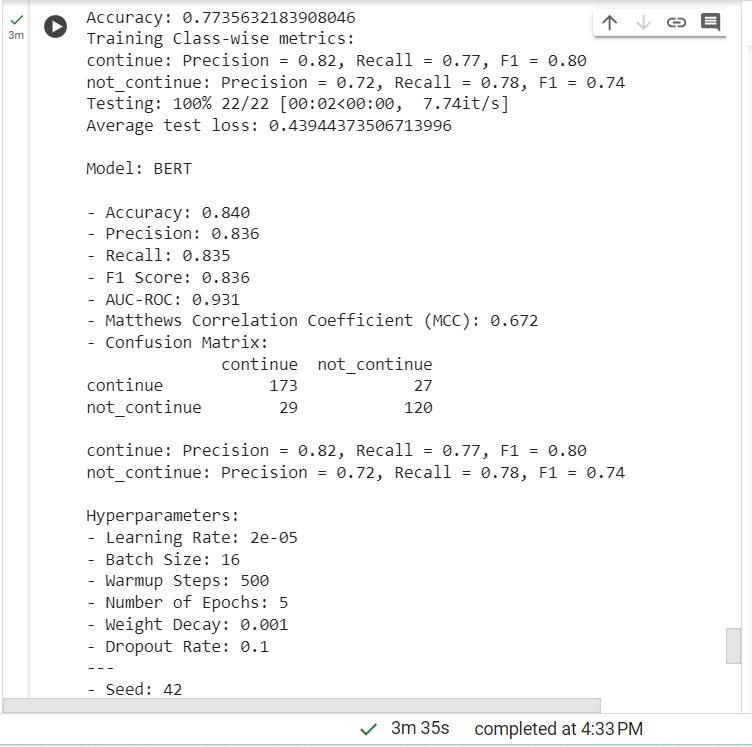 3m
Accuracy: 0.7735632183908046
Training Class-wise metrics:
continue: Precision = 0.82, Recall = 0.77, F1 = 0.80
not_continue: Precision = 0.72, Recall = 0.78, F1 = 0.74
Testing: 100% 22/22 [00:02<00:00,  7.74it/s]
Average test loss: 0.43944373506713996
Model: BERT
- Accuracy: 0.840
- Precision: 0.836
- Recall: 0.835
- F1 Score: 0.836
- AUC-ROC: 0.931
- Matthews Correlation Coefficient (MCC): 0.672
- Confusion Matrix:
continue  not_continue
continue           173            27
not_continue        29           120
continue: Precision = 0.82, Recall = 0.77, F1 = 0.80
not_continue: Precision = 0.72, Recall = 0.78, F1 = 0.74
Hyperparameters:
- Learning Rate: 2e-05
- Batch Size: 16
- Warmup Steps: 500
- Number of Epochs: 5
- Weight Decay: 0.001
- Dropout Rate: 0.1
---
- Seed: 42
3m 35s completed at 4:33 PM